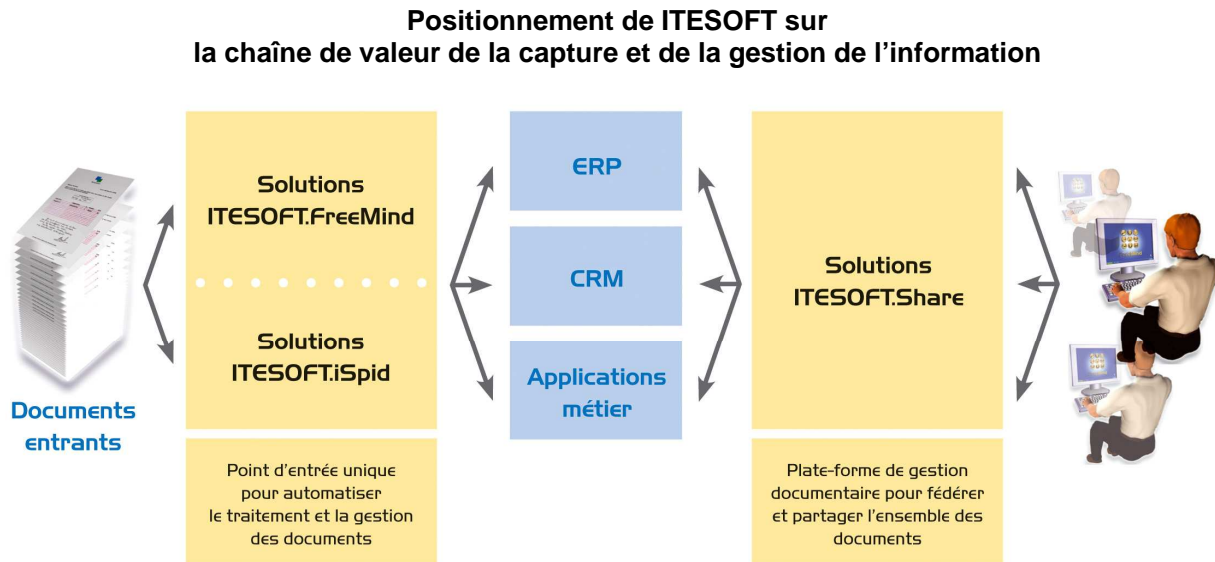 Positionnement de ITESOFT sur
la chaîne de valeur de la capture et de la gestion de l'information
Documents
entrants
Solutions
ITESOFT.FreeMind
Solutions
ITESOFT.iSpid
Point d'entrée unique
pour automatiser
le traitement et la gestion
des documents
ERP
CRM
Applications
métier
Solutions
ITESOFT.Share
Plate-forme de gestion
documentaire pour fédérer
et partager l'ensemble des
documents